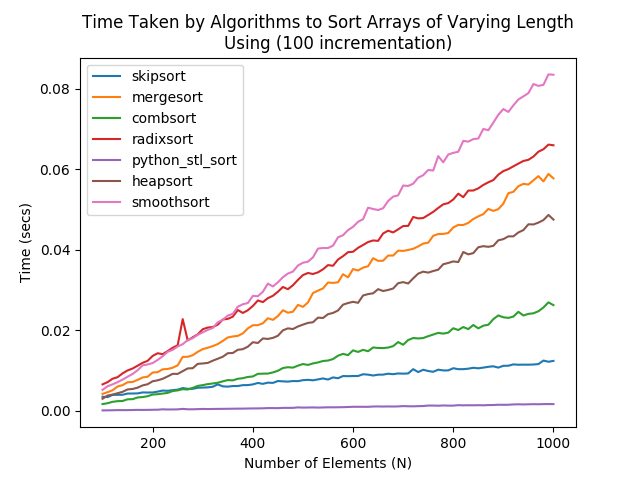 Time Taken by Algorithms to Sort Arrays of Varying Length
Using (100 incrementation)
skipsort
mergesort
combsort
radixsort
python_stl_sort
heapsort
smoothsort
0.08
0.06
0.04
0.02
0.00
Time (secs)
200
400
600
800
1000
Number of Elements (N)